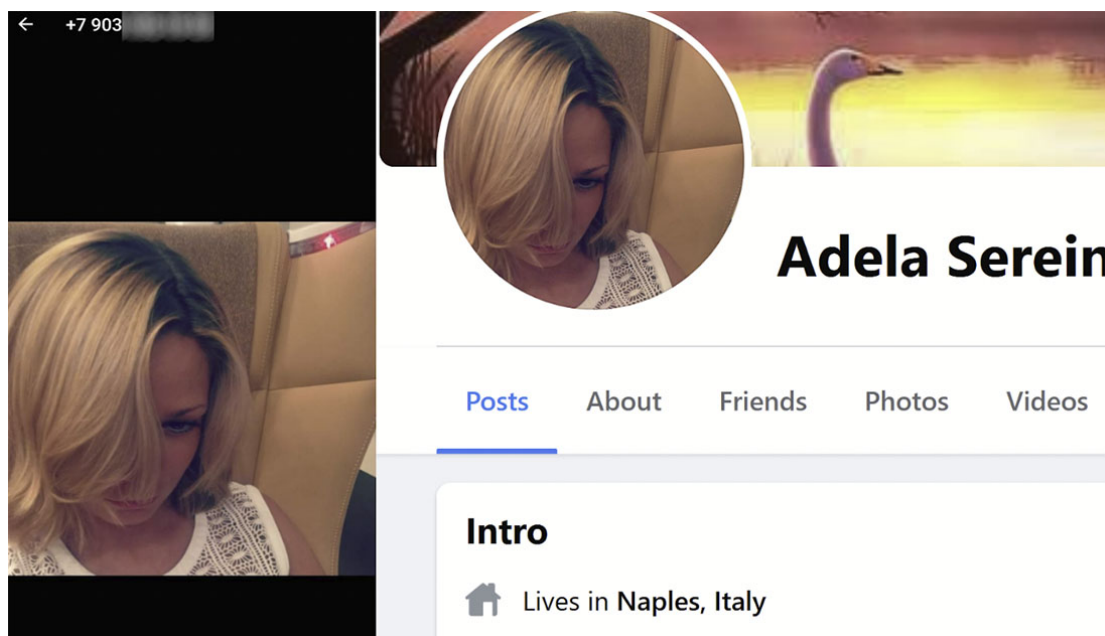 +7 903
Adela Serein
Posts About Friends Photos Videos
Intro
Lives in Naples, Italy